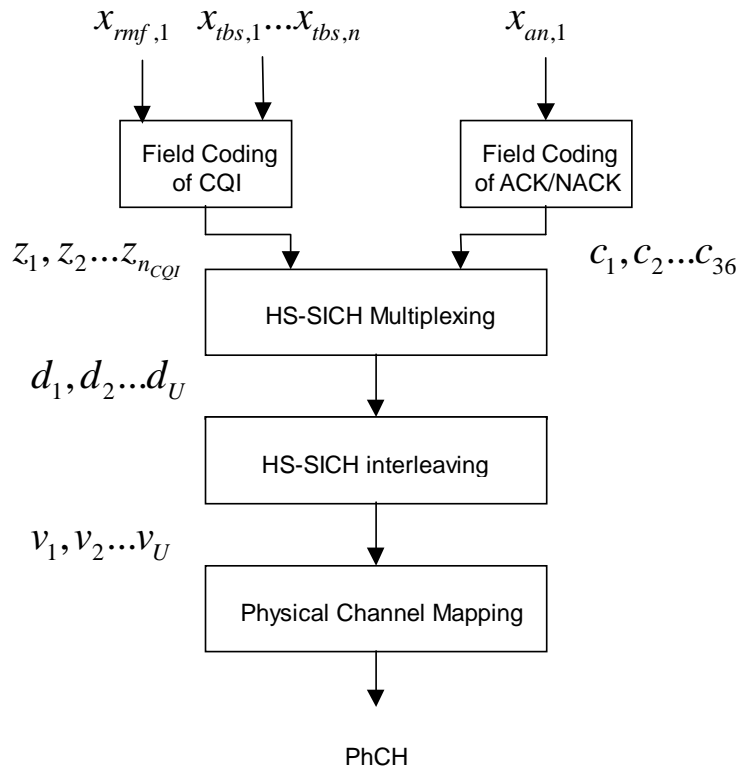 x_{rmf,1} x_{tbs,1}...x_{tbs,n} x_{an,1}
Field Coding
of CQI
Field Coding
of ACK/NACK
z_1, z_2...z_{n_{CQI}} c_1, c_2...c_{36}
HS-SICH Multiplexing
d_1, d_2...d_U
HS-SICH interleaving
v_1, v_2...v_U
Physical Channel Mapping
PhCH